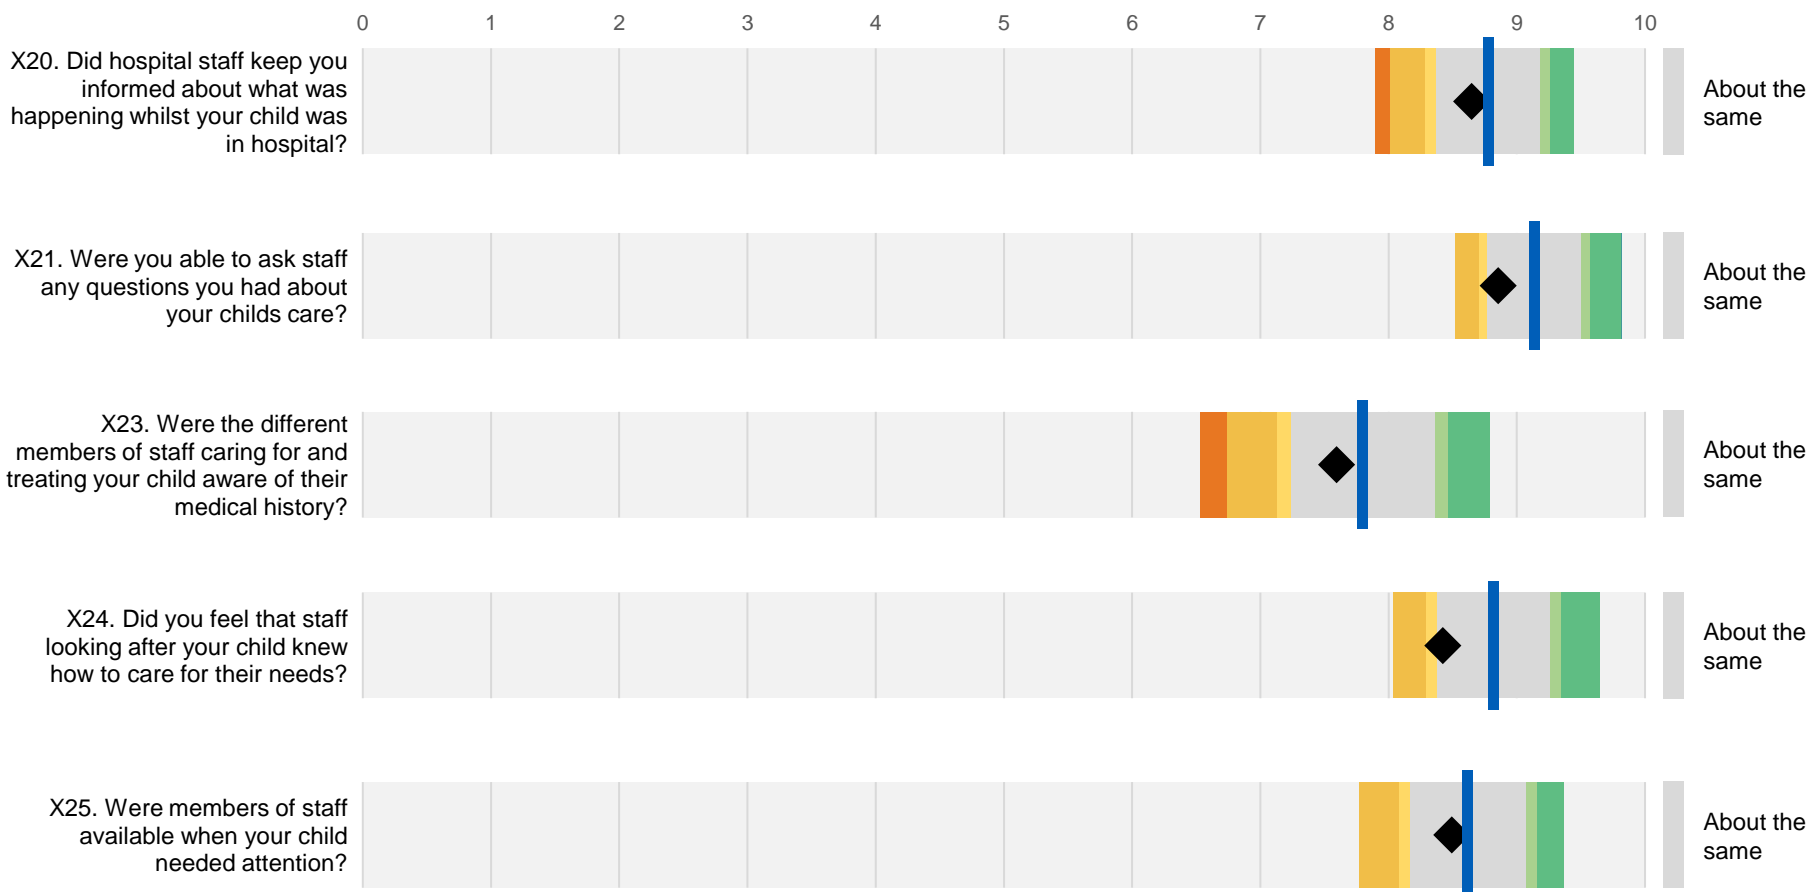 0 1 2 3 4 5 6 7 8 9 10
X20. Did hospital staff keep you
informed about what was
happening whilst your child was
in hospital?
About the
same
X21. Were you able to ask staff
any questions you had about
your childs care?
About the
same
X23. Were the different
members of staff caring for and
treating your child aware of their
medical history?
About the
same
X24. Did you feel that staff
looking after your child knew
how to care for their needs?
About the
same
X25. Were members of staff
available when your child
needed attention?
About the
same